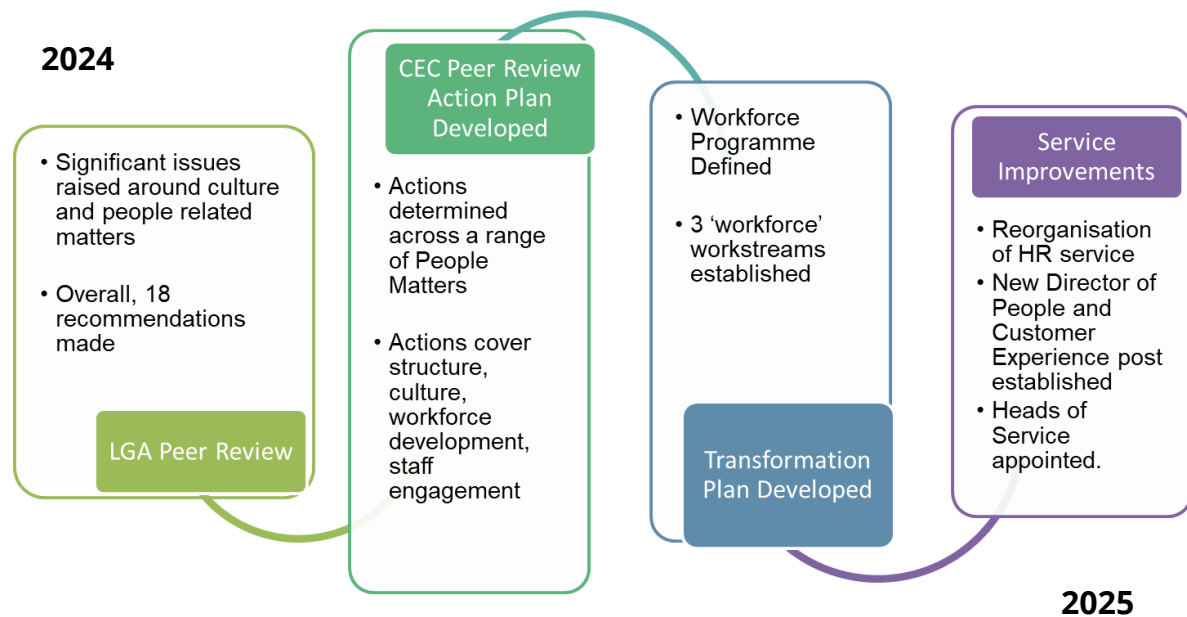 2024
• Significant issues
raised around culture
and people related
matters
• Overall, 18
recommendations
made
LGA Peer Review
CEC Peer Review
Action Plan
Developed
• Actions
determined
across a range
of People
Matters
• Actions cover
structure,
culture,
workforce
development,
staff
engagement
• Workforce
Programme
Defined
• 3 ‘workforce’
workstreams
established
Transformation
Plan Developed
Service
Improvements
• Reorganisation
of HR service
• New Director of
People and
Customer
Experience post
established
• Heads of
Service
appointed.
2025